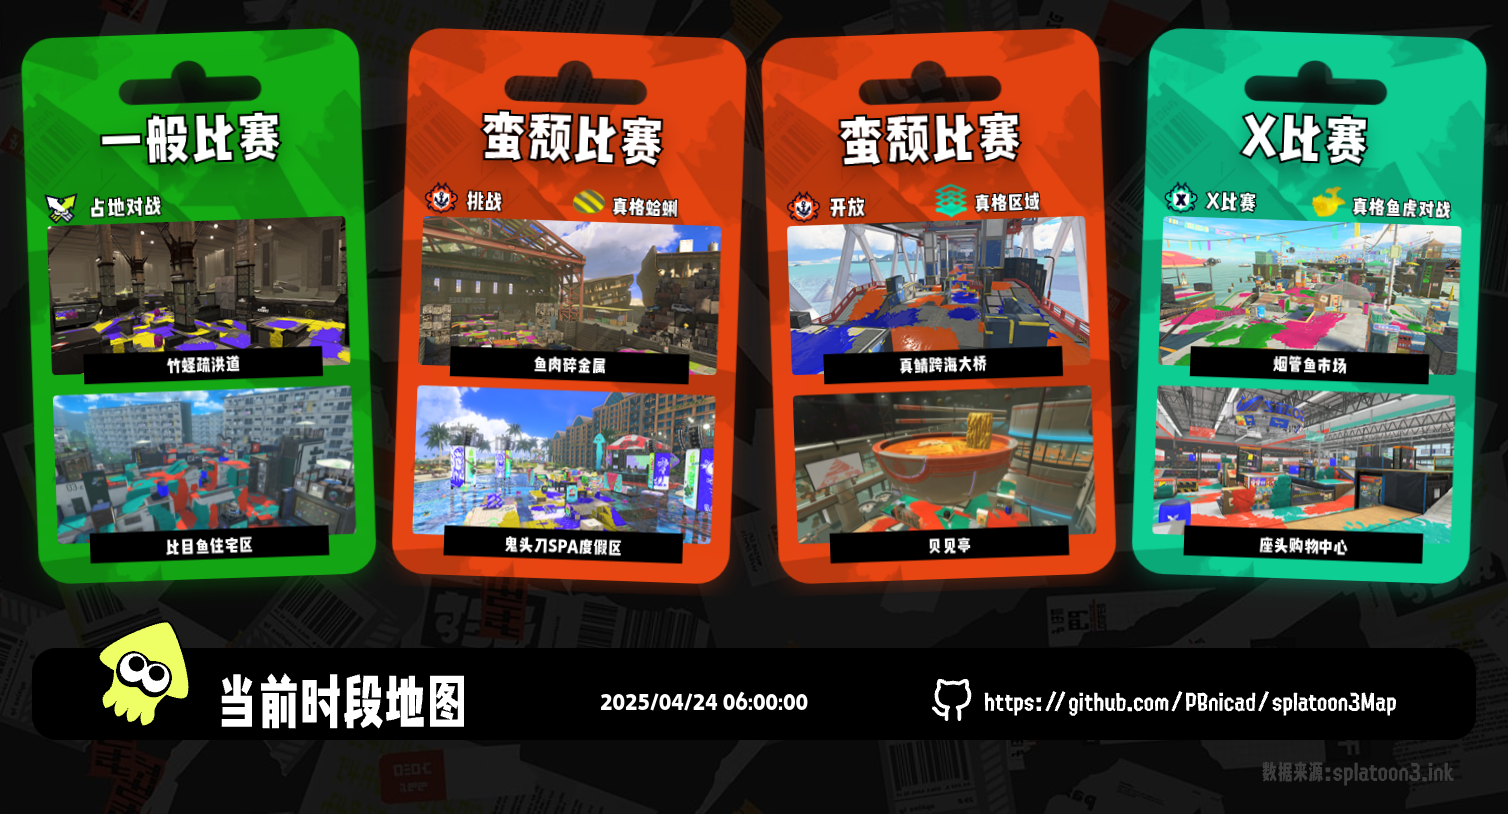 一般比赛
占地对战
竹蛏疏洪道
比目鱼住宅区
蛮颓比赛
挑战
真格蛤蜊
鱼肉碎金属
鬼头刀SPA度假区
蛮颓比赛
开放
真格区域
真鲭跨海大桥
贝见亭
X比赛
X比赛
真格鱼虎对战
烟管鱼市场
座头购物中心
当前时段地图
2025/04/24 06:00:00
https://github.com/PBnicad/splatoon3Map
数据来源:splatoon3.ink